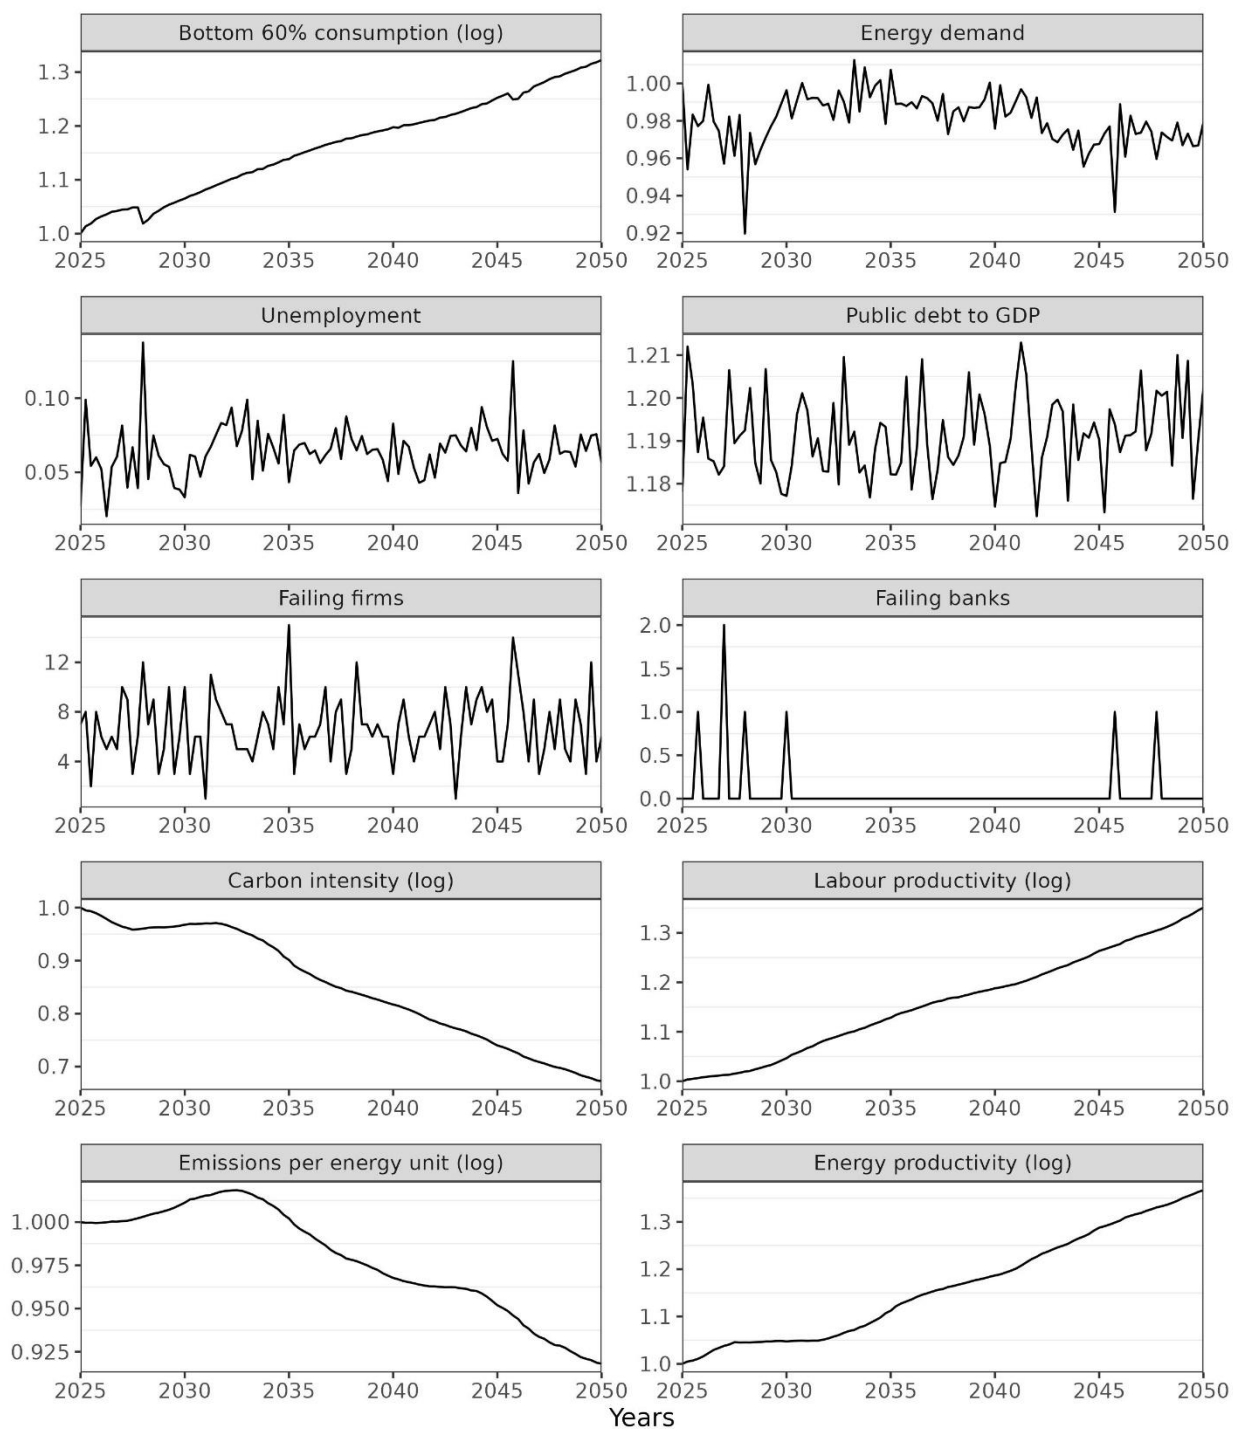 Bottom 60% consumption (log)
1.3
1.2
1.1
1.0
2025 2030 2035 2040 2045 2050
Energy demand
1.00
0.98
0.96
0.94
0.92
2025 2030 2035 2040 2045 2050
Unemployment
0.10
0.05
2025 2030 2035 2040 2045 2050
Public debt to GDP
1.21
1.20
1.19
1.18
2025 2030 2035 2040 2045 2050
Failing firms
12
8
4
2025 2030 2035 2040 2045 2050
Failing banks
2.0
1.5
1.0
0.5
0.0
2025 2030 2035 2040 2045 2050
Carbon intensity (log)
1.0
0.9
0.8
0.7
2025 2030 2035 2040 2045 2050
Labour productivity (log)
1.3
1.2
1.1
1.0
2025 2030 2035 2040 2045 2050
Emissions per energy unit (log)
1.000
0.975
0.950
0.925
2025 2030 2035 2040 2045 2050
Energy productivity (log)
1.3
1.2
1.1
1.0
2025 2030 2035 2040 2045 2050
Years